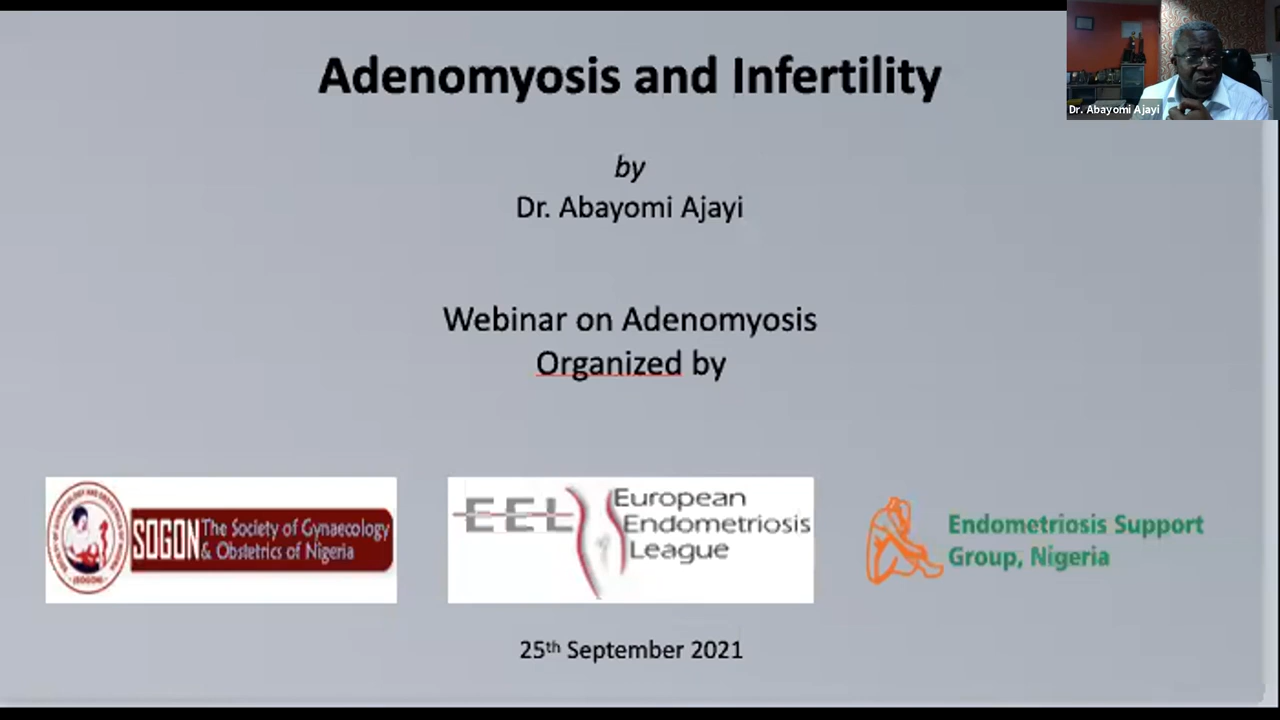 Adenomyosis and Infertility
Dr. Abayomi Ajayi
by
Dr. Abayomi Ajayi
Webinar on Adenomyosis
Organized by
SOGON The Society of Gynaecology
& Obstetrics of Nigeria
(SOGON)
EEL European
Endometriosis
League
Endometriosis Support
Group, Nigeria
25th September 2021